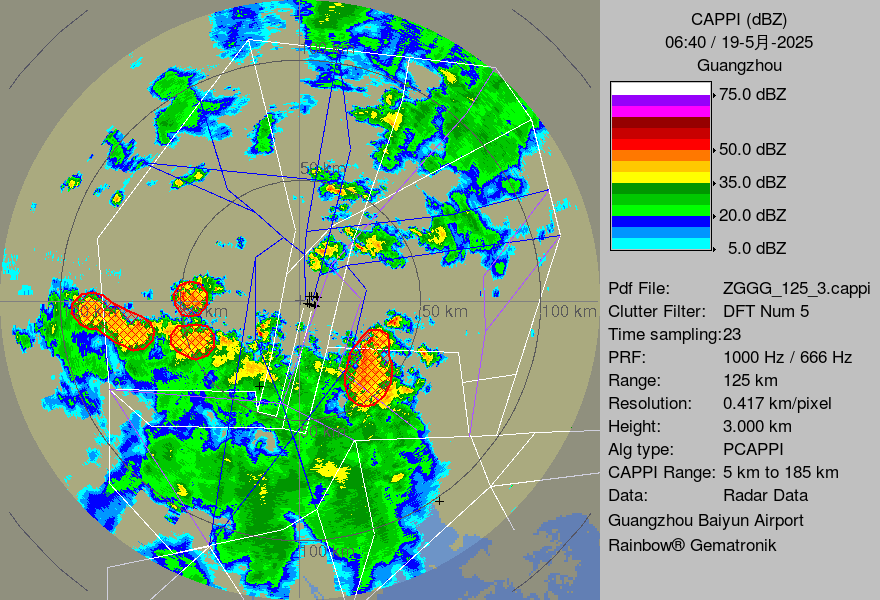 CAPPI (dBZ)
06:40 / 19-5月-2025
Guangzhou
75.0 dBZ
50.0 dBZ
35.0 dBZ
20.0 dBZ
5.0 dBZ
50 km
50 km
100 km
100 km
Pdf File: ZGGG_125_3.cappi
Clutter Filter: DFT Num 5
Time sampling:23
PRF: 1000 Hz / 666 Hz
Range: 125 km
Resolution: 0.417 km/pixel
Height: 3.000 km
Alg type: PCAPPI
CAPPI Range: 5 km to 185 km
Data: Radar Data
Guangzhou Baiyun Airport
Rainbow® Gematronik